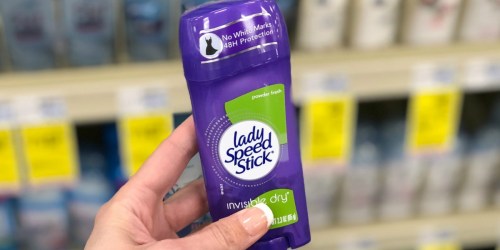 No White Marks
48H Protection
powder fresh
lady
Speed
Stick®
invisible dry